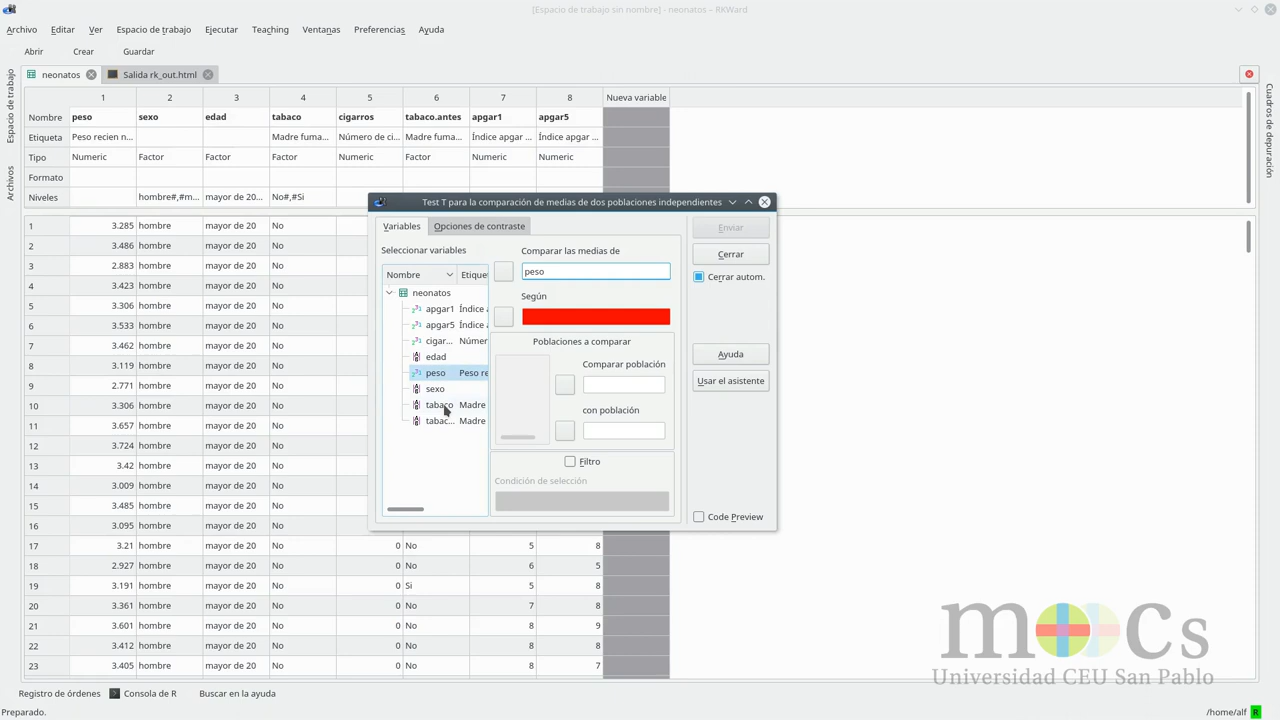 [Espacio de trabajo sin nombre] - neonatos – RKWard
Archivo Editar Ver Espacio de trabajo Ejecutar Teaching Ventanas Preferencias Ayuda
Abrir Crear Guardar
neonatos Salida rk_out.html
Espacio de trabajo
Archivos
Cuadros de depuración
1 2 3 4 5 6 7 8 Nueva variable
Nombre peso sexo edad tabaco cigarros tabaco.antes apgar1 apgar5
Etiqueta Peso recien n... Madre fuma... Número de ci... Madre fuma... Índice apgar ... Índice apgar ...
Tipo Numeric Factor Factor Factor Numeric Factor Numeric Numeric
Formato
Niveles hombre#,#m... mayor de 20... No#,#Si
1 3.285 hombre mayor de 20 No
2 3.486 hombre mayor de 20 No
3 2.883 hombre mayor de 20 No
4 3.423 hombre mayor de 20 No
5 3.306 hombre mayor de 20 No
6 3.533 hombre mayor de 20 No
7 3.462 hombre mayor de 20 No
8 3.119 hombre mayor de 20 No
9 2.771 hombre mayor de 20 No
10 3.306 hombre mayor de 20 No
11 3.657 hombre mayor de 20 No
12 3.724 hombre mayor de 20 No
13 3.42 hombre mayor de 20 No
14 3.009 hombre mayor de 20 No
15 3.485 hombre mayor de 20 No
16 3.095 hombre mayor de 20 No
17 3.21 hombre mayor de 20 No 0 No 5 8
18 2.927 hombre mayor de 20 No 0 No 6 5
19 3.191 hombre mayor de 20 No 0 Si 5 8
20 3.361 hombre mayor de 20 No 0 No 7 8
21 3.601 hombre mayor de 20 No 0 No 8 9
22 3.412 hombre mayor de 20 No 0 No 8 8
23 3.405 hombre mayor de 20 No 0 No 8 7
Test T para la comparación de medias de dos poblaciones independientes
Variables Opciones de contraste
Seleccionar variables
Nombre Etiquet
neonatos
apgar1 Índice a
apgar5 Índice a
cigar... Númer
edad
peso Peso re
sexo
tabaco Madre
tabac... Madre
Comparar las medias de
peso
Según
Poblaciones a comparar
Comparar población
con población
Filtro
Condición de selección
Enviar
Cerrar
Cerrar autom.
Ayuda
Usar el asistente
Code Preview
mOOCs
Universidad CEU San Pablo
Registro de órdenes Consola de R Buscar en la ayuda
Preparado. /home/alf R